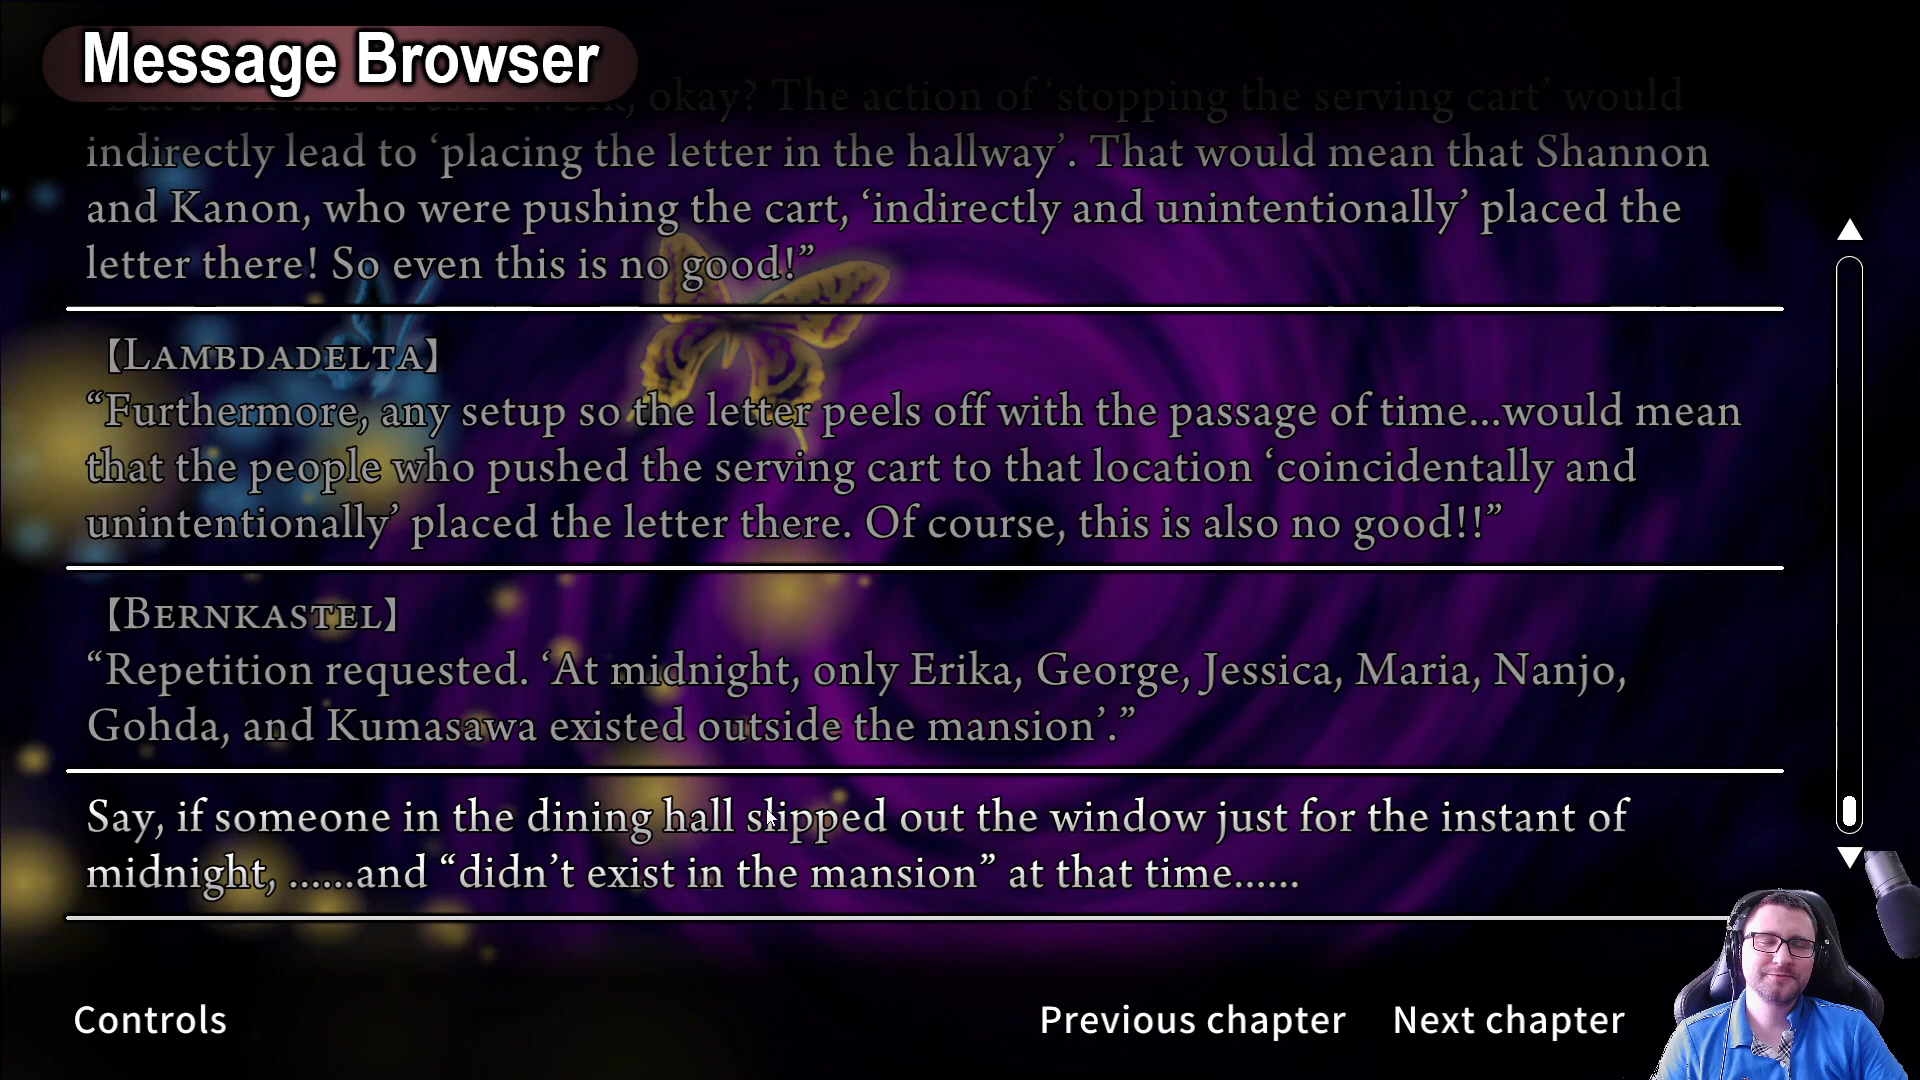 Message Browser
“But even this doesn’t work, okay? The action of ‘stopping the serving cart’ would
indirectly lead to ‘placing the letter in the hallway’. That would mean that Shannon
and Kanon, who were pushing the cart, ‘indirectly and unintentionally’ placed the
letter there! So even this is no good!”
【LAMBDADELTA】
“Furthermore, any setup so the letter peels off with the passage of time...would mean
that the people who pushed the serving cart to that location ‘coincidentally and
unintentionally’ placed the letter there. Of course, this is also no good!!”
【BERNKASTEL】
“Repetition requested. ‘At midnight, only Erika, George, Jessica, Maria, Nanjo,
Gohda, and Kumasawa existed outside the mansion’.”
Say, if someone in the dining hall slipped out the window just for the instant of
midnight, ......and “didn’t exist in the mansion” at that time......
Controls
Previous chapter
Next chapter